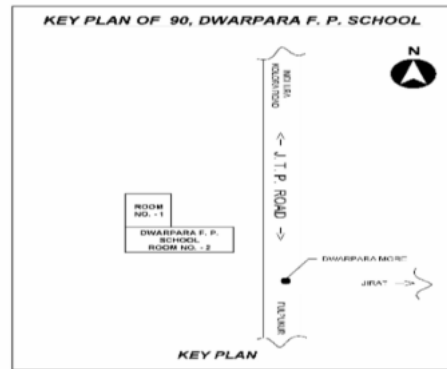 KEY PLAN OF 90, DWARPARA F. P. SCHOOL
N
<- J.T.P. ROAD ->
ROOM
NO. - 1
DWARPARA F. P.
SCHOOL
ROOM NO. - 2
DWARPARA MORE
JIRAT
FULPUKUR
KEY PLAN